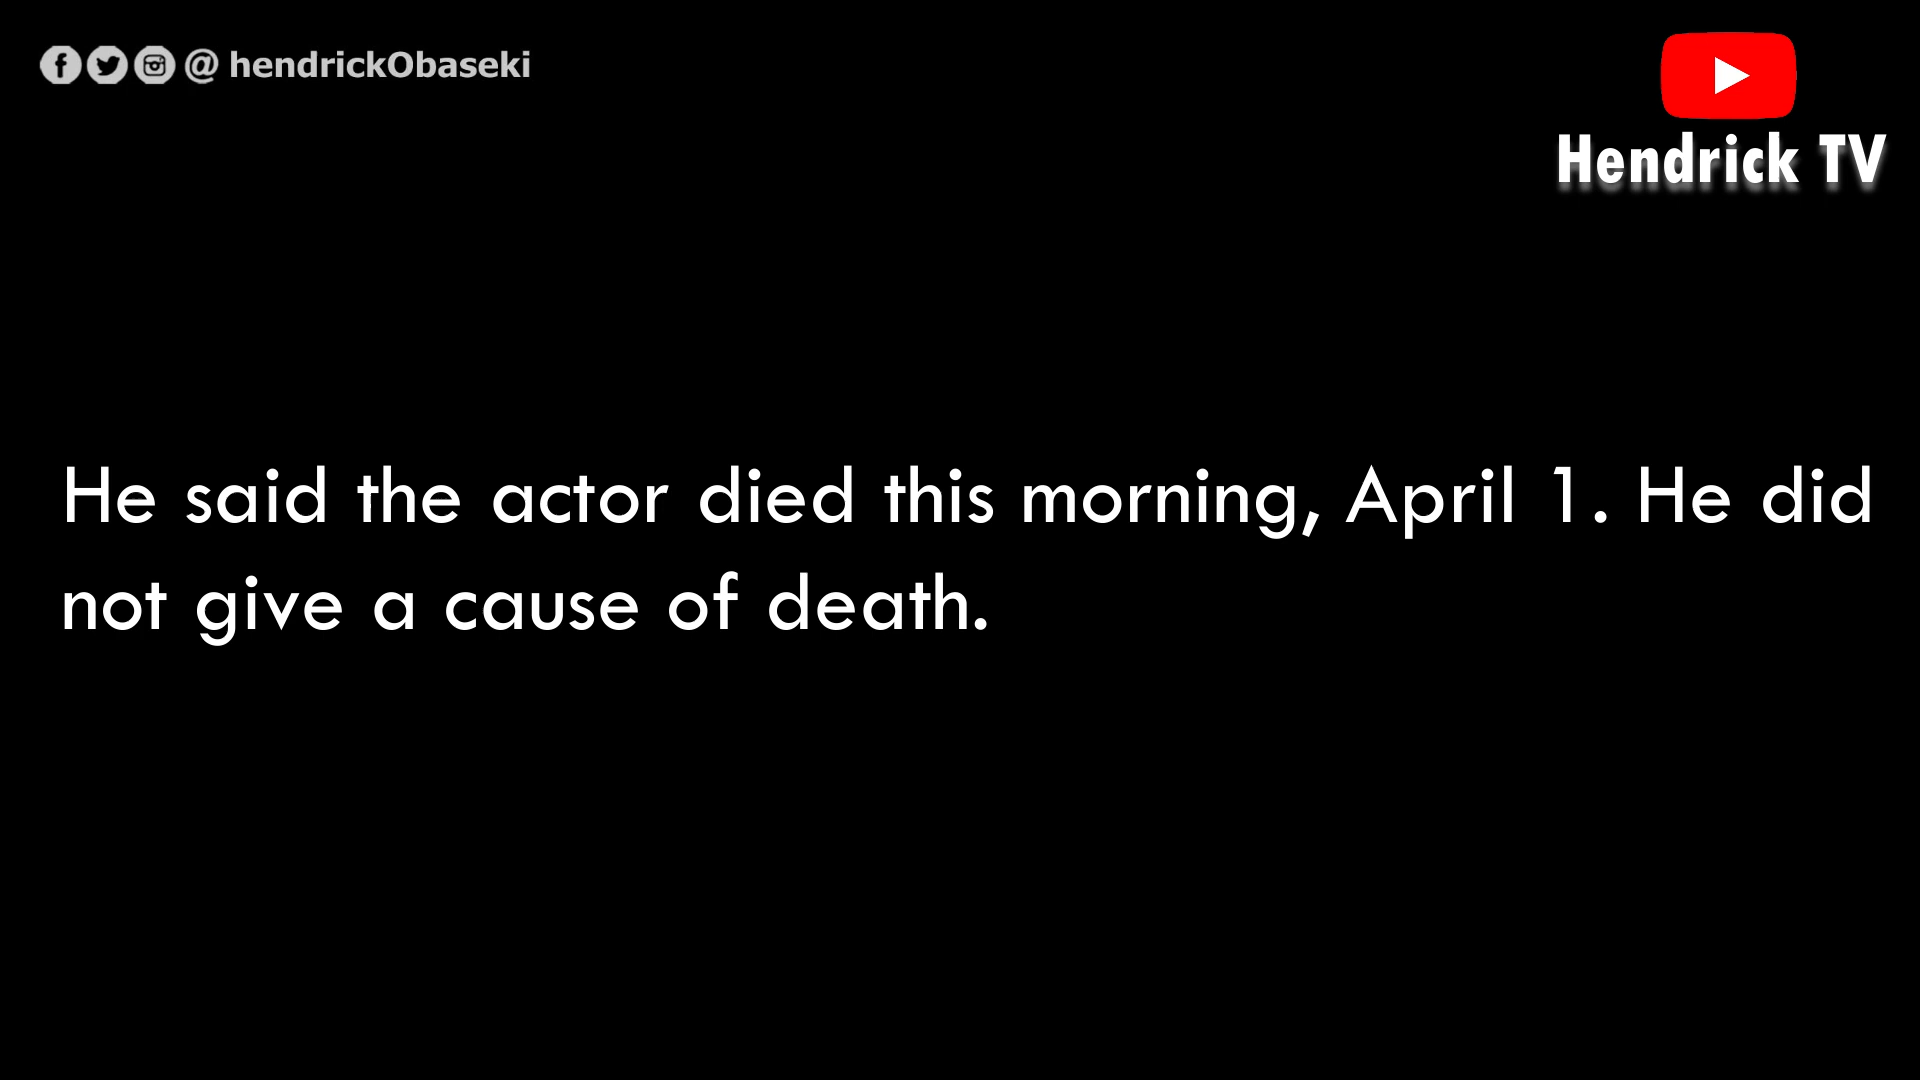 @ hendrickObaseki
Hendrick TV
He said the actor died this morning, April 1. He did
not give a cause of death.